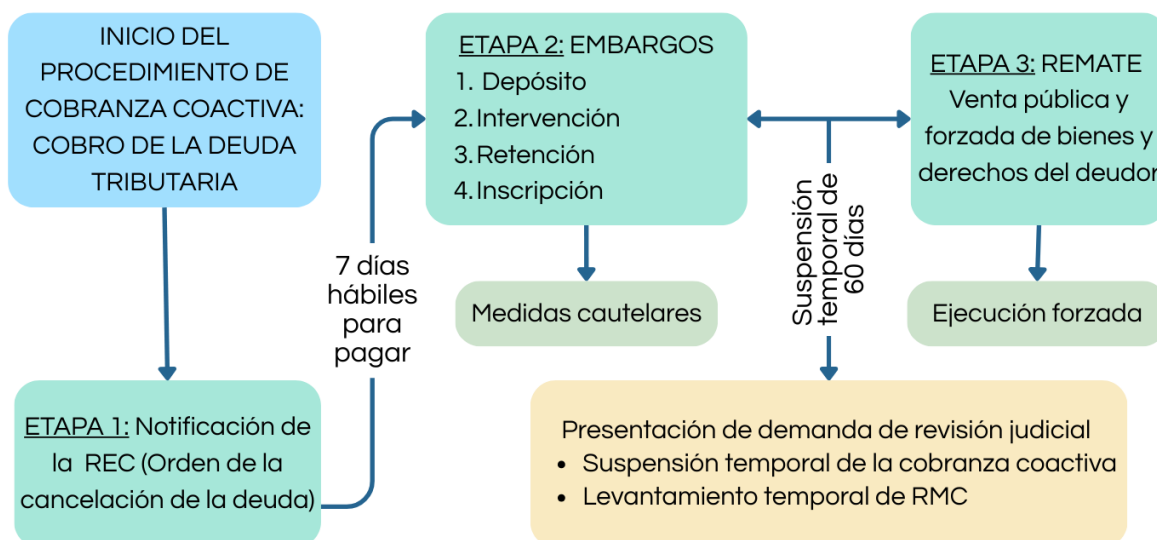 INICIO DEL
PROCEDIMIENTO DE
COBRANZA COACTIVA:
COBRO DE LA DEUDA
TRIBUTARIA
ETAPA 1: Notificación de
la REC (Orden de la
cancelación de la deuda)
7 días
hábiles
para
pagar
ETAPA 2: EMBARGOS
1. Depósito
2. Intervención
3. Retención
4. Inscripción
Medidas cautelares
Suspensión
temporal de
60 días
ETAPA 3: REMATE
Venta pública y
forzada de bienes y
derechos del deudor
Ejecución forzada
Presentación de demanda de revisión judicial
• Suspensión temporal de la cobranza coactiva
• Levantamiento temporal de RMC